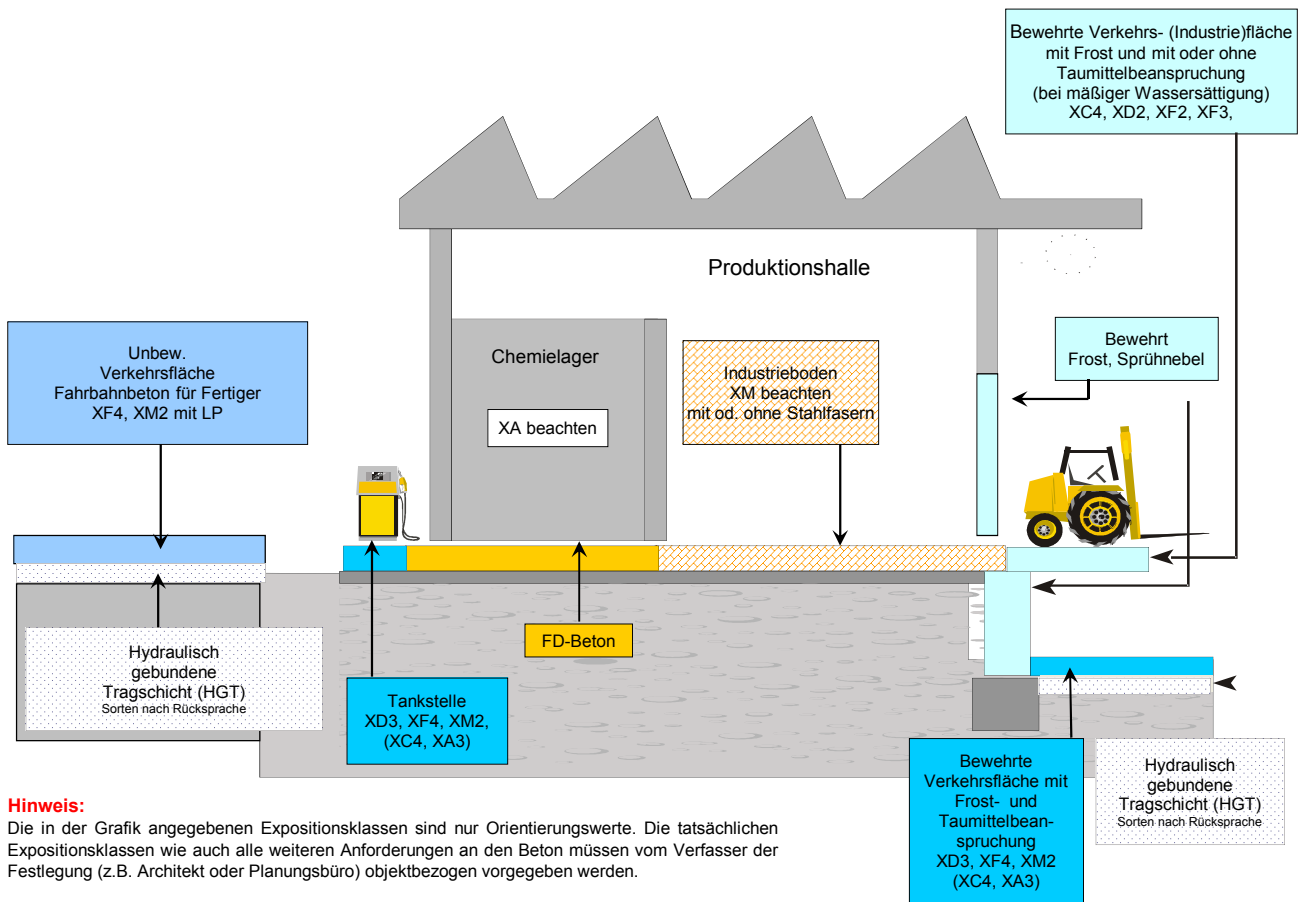 Bewehrte Verkehrs- (Industrie)fläche
mit Frost und mit oder ohne
Taumittelbeanspruchung
(bei mäßiger Wassersättigung)
XC4, XD2, XF2, XF3,
Produktionshalle
Unbew.
Verkehrsfläche
Fahrbahnbeton für Fertiger
XF4, XM2 mit LP
Chemielager
XA beachten
Industrieboden
XM beachten
mit od. ohne Stahlfasern
Bewehrt
Frost, Sprühnebel
Hydraulisch
gebundene
Tragschicht (HGT)
Sorten nach Rücksprache
FD-Beton
Tankstelle
XD3, XF4, XM2,
(XC4, XA3)
Bewehrte
Verkehrsfläche mit
Frost- und
Taumittelbean-
spruchung
XD3, XF4, XM2
(XC4, XA3)
Hydraulisch
gebundene
Tragschicht (HGT)
Sorten nach Rücksprache
Hinweis:
Die in der Grafik angegebenen Expositionsklassen sind nur Orientierungswerte. Die tatsächlichen
Expositionsklassen wie auch alle weiteren Anforderungen an den Beton müssen vom Verfasser der
Festlegung (z.B. Architekt oder Planungsbüro) objektbezogen vorgegeben werden.